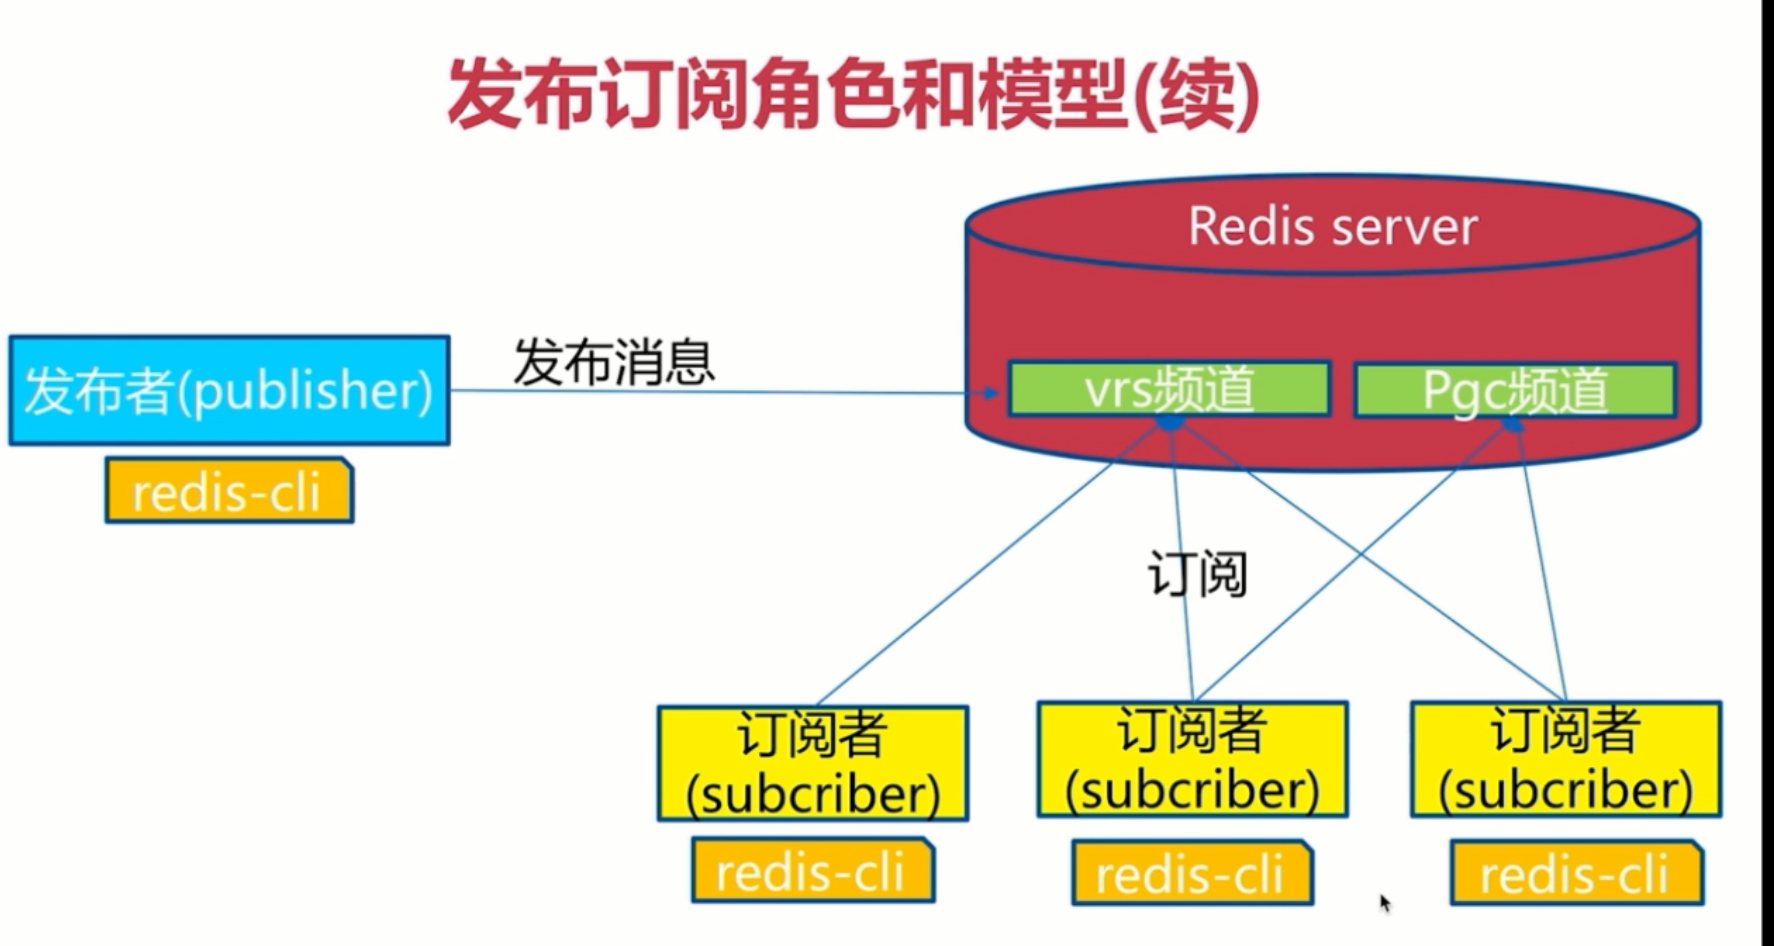 发布订阅角色和模型(续)
Redis server
发布消息
发布者(publisher)
vrs频道
Pgc频道
redis-cli
订阅
订阅者
(subcriber)
订阅者
(subcriber)
订阅者
(subcriber)
redis-cli
redis-cli
redis-cli